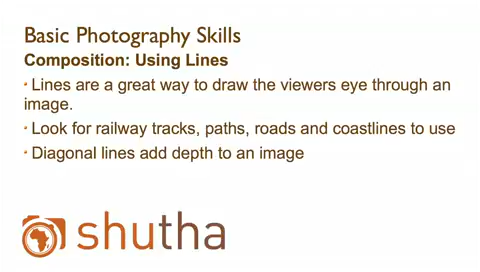 Basic Photography Skills
Composition: Using Lines
· Lines are a great way to draw the viewers eye through an
image.
· Look for railway tracks, paths, roads and coastlines to use
· Diagonal lines add depth to an image
shutha